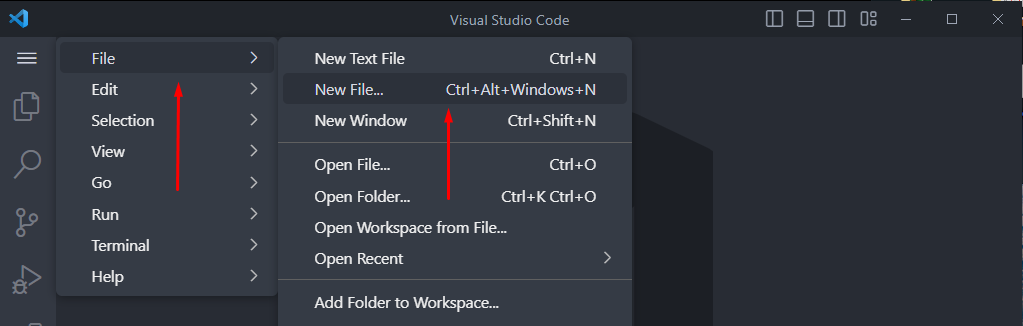 Visual Studio Code
File
Edit
Selection
View
Go
Run
Terminal
Help
New Text File Ctrl+N
New File... Ctrl+Alt+Windows+N
New Window Ctrl+Shift+N
Open File... Ctrl+O
Open Folder... Ctrl+K Ctrl+O
Open Workspace from File...
Open Recent
Add Folder to Workspace...